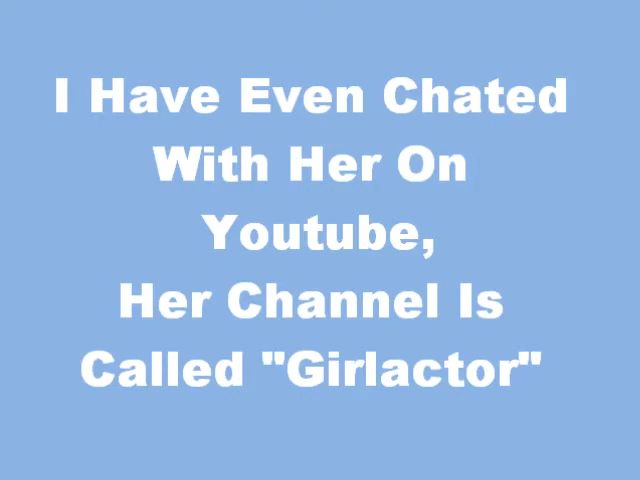 I Have Even Chated
With Her On
Youtube,
Her Channel Is
Called "Girlactor"